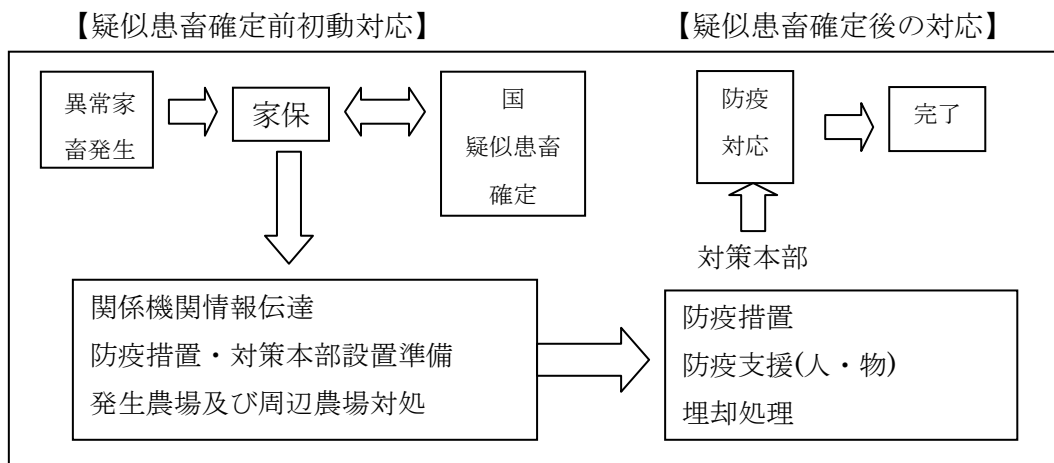 【疑似患畜確定前初動対応】
【疑似患畜確定後の対応】
異常家
畜発生
家保
国
疑似患畜
確定
防疫
対応
完了
対策本部
関係機関情報伝達
防疫措置・対策本部設置準備
発生農場及び周辺農場対処
防疫措置
防疫支援(人・物)
埋却処理